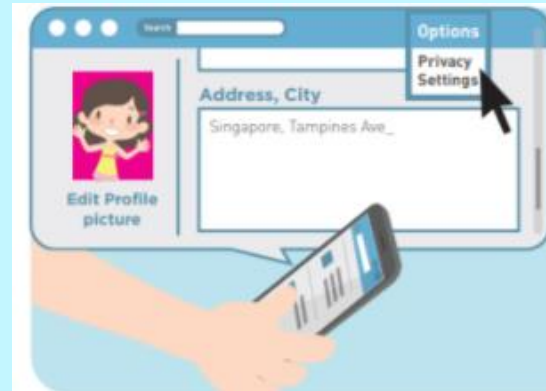 Search
Options
Privacy
Settings
Address, City
Singapore, Tampines Ave_
Edit Profile
picture